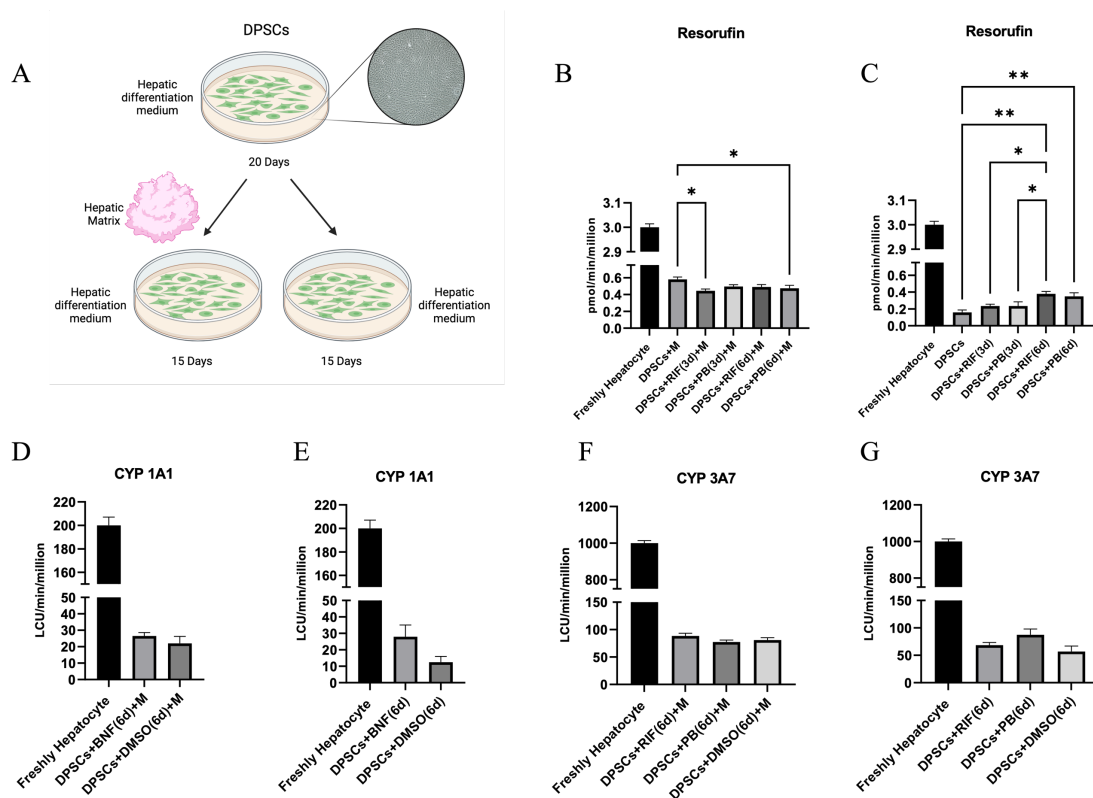 A
DPSCs
Hepatic
differentiation
medium
20 Days
Hepatic
Matrix
Hepatic
differentiation
medium
Hepatic
differentiation
medium
15 Days
15 Days
B
Resorufin
pmol/min/million
3.1
3.0
2.9
0.6
0.4
0.2
0.0
*
*
Freshly Hepatocyte
DPSCs+M
DPSCs+RIF(3d)+M
DPSCs+PB(3d)+M
DPSCs+RIF(6d)+M
DPSCs+PB(6d)+M
C
Resorufin
pmol/min/million
3.1
3.0
2.9
0.6
0.4
0.2
0.0
**
**
*
*
Freshly Hepatocyte
DPSCs
DPSCs+RIF(3d)
DPSCs+PB(3d)
DPSCs+RIF(6d)
DPSCs+PB(6d)
D
CYP 1A1
LCU/min/million
220
200
180
160
50
40
30
20
10
0
Freshly Hepatocyte
DPSCs+BNF(6d)+M
DPSCs+DMSO(6d)+M
E
CYP 1A1
LCU/min/million
220
200
180
160
50
40
30
20
10
0
Freshly Hepatocyte
DPSCs+BNF(6d)
DPSCs+DMSO(6d)
F
CYP 3A7
LCU/min/million
1200
1000
800
150
100
50
0
Freshly Hepatocyte
DPSCs+RIF(6d)+M
DPSCs+PB(6d)+M
DPSCs+DMSO(6d)+M
G
CYP 3A7
LCU/min/million
1200
1000
800
150
100
50
0
Freshly Hepatocyte
DPSCs+RIF(6d)
DPSCs+PB(6d)
DPSCs+DMSO(6d)